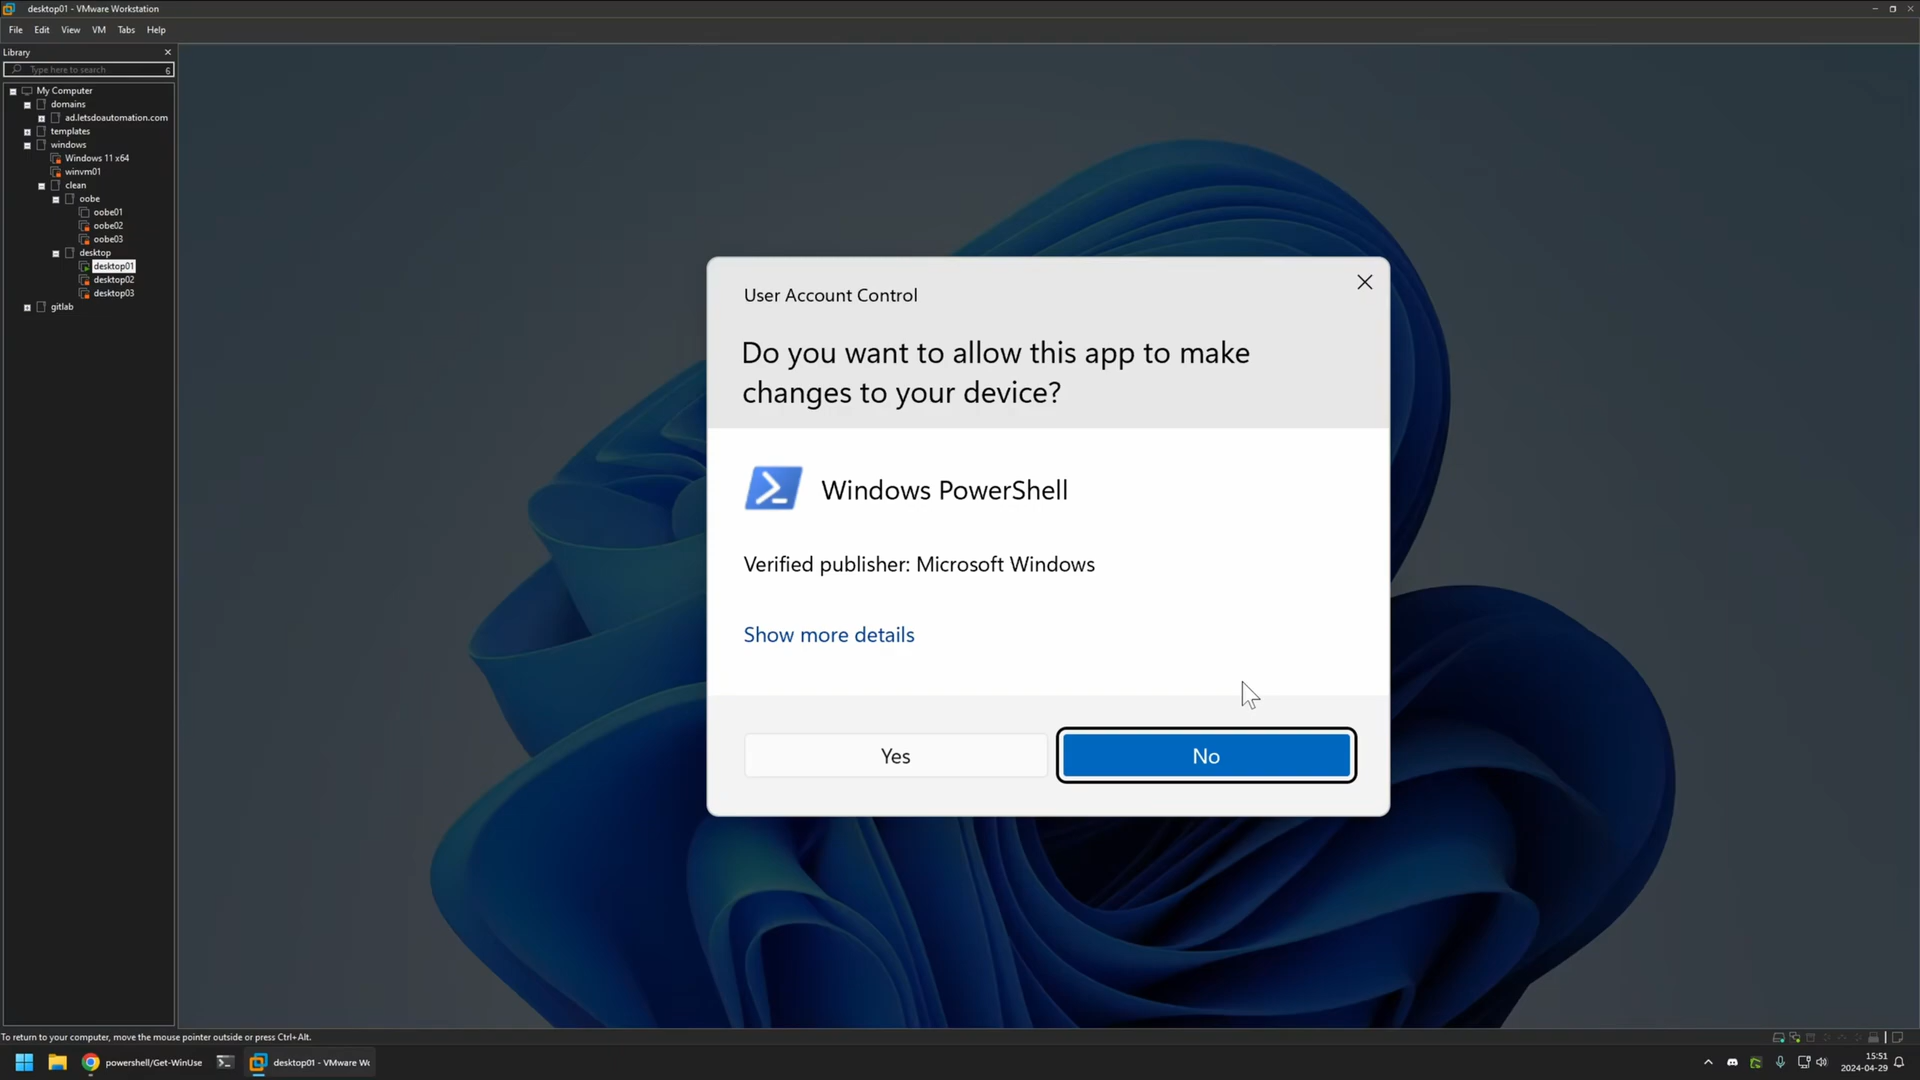 desktop01 - VMware Workstation
File Edit View VM Tabs Help
Library
Type here to search
My Computer
domains
ad.letsdoautomation.com
templates
windows
Windows 11 x64
winvm01
clean
oobe
oobe01
oobe02
oobe03
desktop
desktop01
desktop02
desktop03
gitlab
User Account Control
Do you want to allow this app to make
changes to your device?
Windows PowerShell
Verified publisher: Microsoft Windows
Show more details
Yes
No
To return to your computer, move the mouse pointer outside or press Ctrl+Alt.
powershell/Get-WinUse
desktop01 - VMware Wo
15:51
2024-04-29